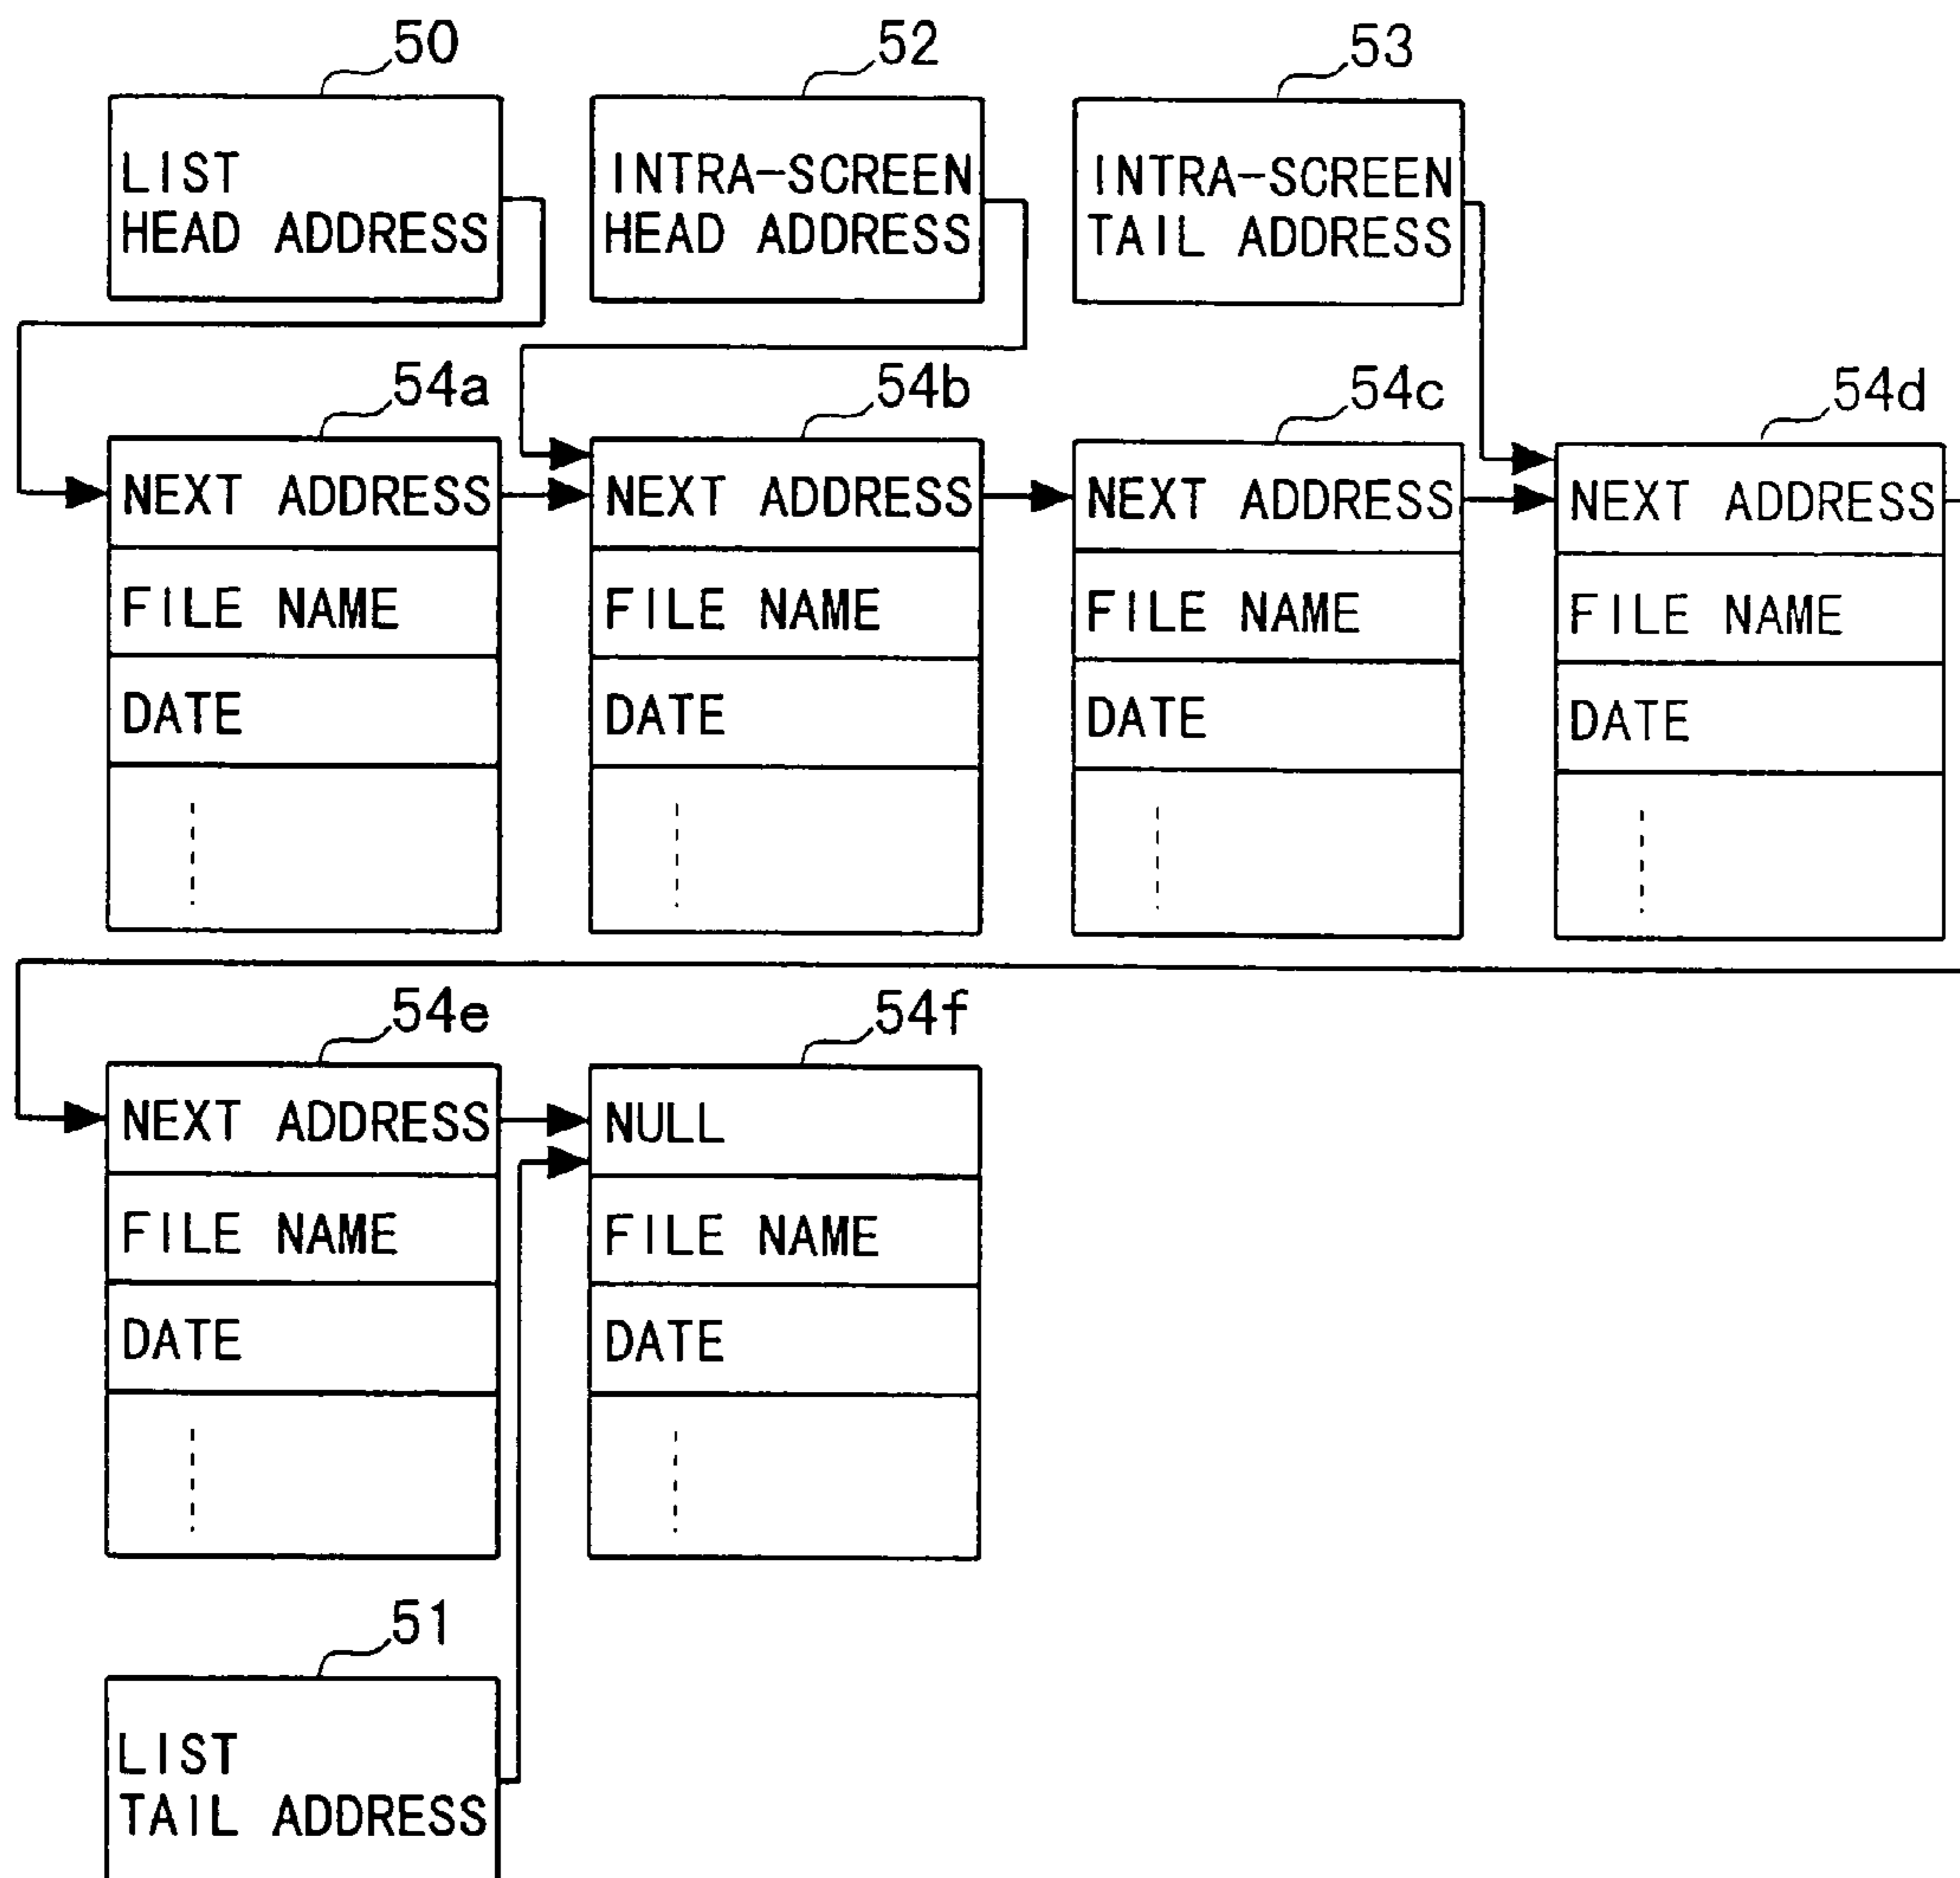 50
52
53
LIST
HEAD ADDRESS
INTRA-SCREEN
HEAD ADDRESS
INTRA-SCREEN
TAIL ADDRESS
54a
54b
54c
54d
NEXT ADDRESS
NEXT ADDRESS
NEXT ADDRESS
NEXT ADDRESS
FILE NAME
FILE NAME
FILE NAME
FILE NAME
DATE
DATE
DATE
DATE
54e
54f
NEXT ADDRESS
NULL
FILE NAME
FILE NAME
DATE
DATE
51
LIST
TAIL ADDRESS